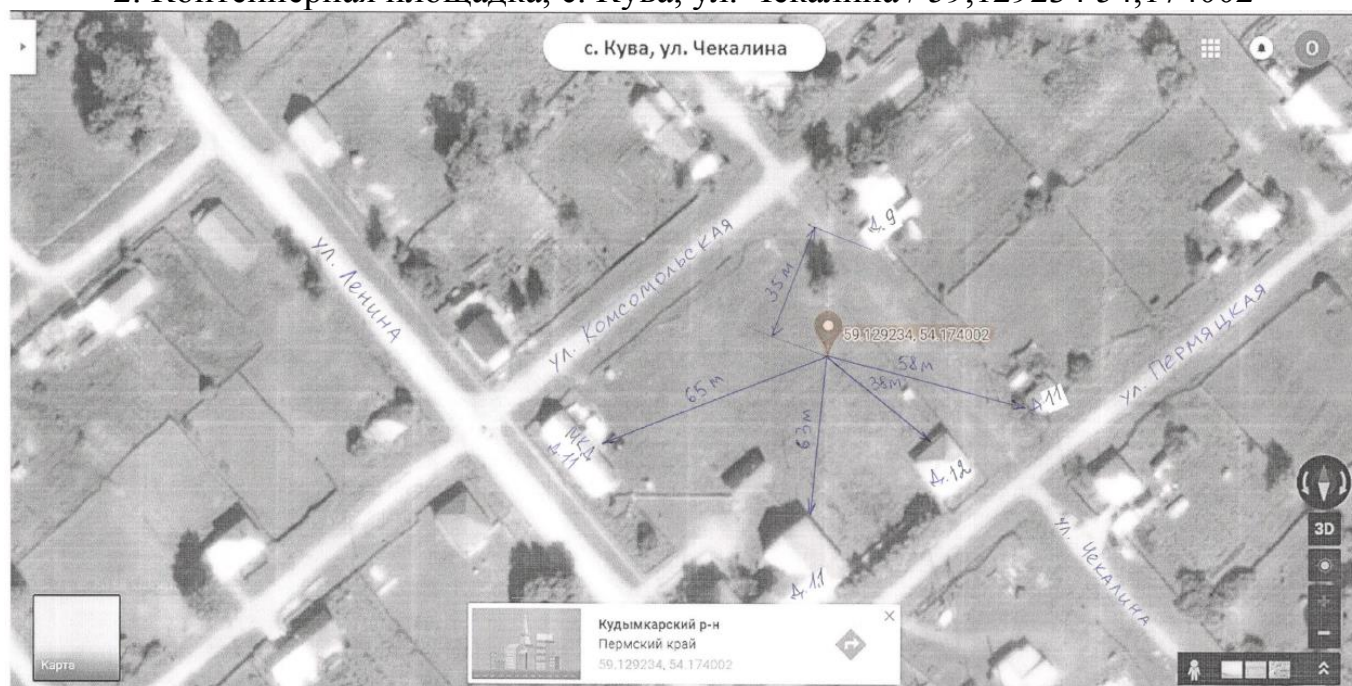 2. Контейнерная площадка, с. Кува, ул. Чекалина / 59,129234 54,174002
с. Кува, ул. Чекалина
О
Д.9
ул. Ленина
ул. Комсомольская
35м
ул. Пермяцкая
59.129234, 54.174002
65 м
58м
38м
63м
Д 11
МКД
Д.11
Д.12
ул. Чекалина
Д.11
3D
Карта
Кудымкарский р-н
Пермский край
59.129234, 54.174002